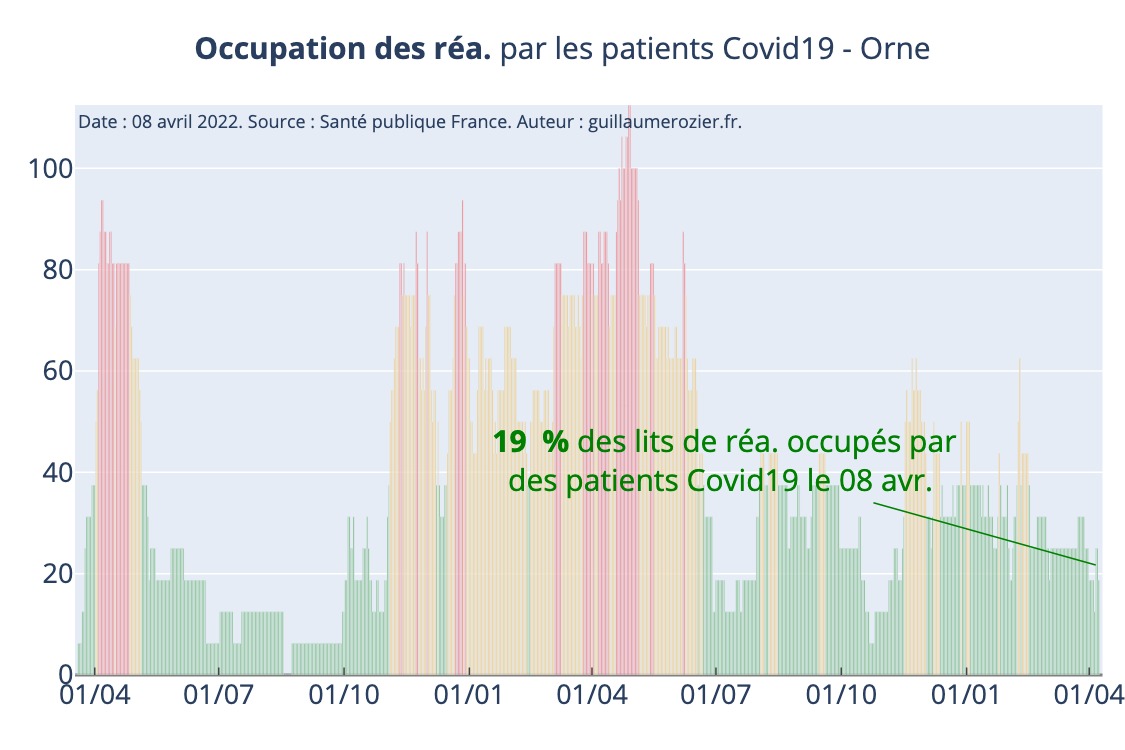 Occupation des réa. par les patients Covid19 - Orne
Date : 08 avril 2022. Source : Santé publique France. Auteur : guillaumerozier.fr.
100
80
60
19 % des lits de réa. occupés par
des patients Covid19 le 08 avr.
40
20
0
01/04 01/07 01/10 01/01 01/04 01/07 01/10 01/01 01/04